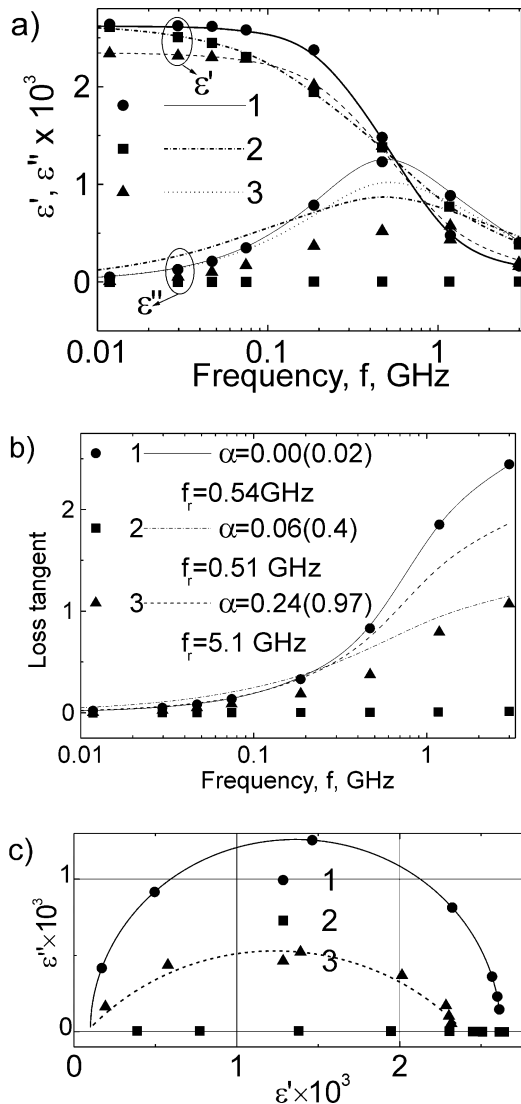 a)
ε', ε'' x 10³
2
1
0
ε'
1
2
3
ε''
0.01 0.1 1
Frequency, f, GHz
b)
Loss tangent
2
1
0
1 α=0.00(0.02)
fᵣ=0.54GHz
2 α=0.06(0.4)
fᵣ=0.51 GHz
3 α=0.24(0.97)
fᵣ=5.1 GHz
0.01 0.1 1
Frequency, f, GHz
c)
ε''×10³
1
0
1
2
3
0 1 2
ε'×10³